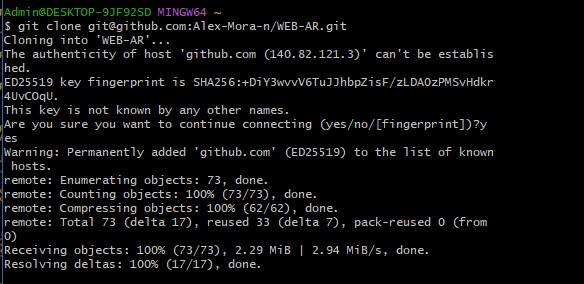 Admin@DESKTOP-9JF92SD MINGW64 ~
$ git clone git@github.com:Alex-Mora-n/WEB-AR.git
Cloning into 'WEB-AR'...
The authenticity of host 'github.com (140.82.121.3)' can't be establis
hed.
ED25519 key fingerprint is SHA256:+DiY3wvvV6TuJJhbpZisF/zLDA0zPMSvHdkr
4UvCOqU.
This key is not known by any other names.
Are you sure you want to continue connecting (yes/no/[fingerprint])?y
es
Warning: Permanently added 'github.com' (ED25519) to the list of known
 hosts.
remote: Enumerating objects: 73, done.
remote: Counting objects: 100% (73/73), done.
remote: Compressing objects: 100% (62/62), done.
remote: Total 73 (delta 17), reused 33 (delta 7), pack-reused 0 (from
0)
Receiving objects: 100% (73/73), 2.29 MiB | 2.94 MiB/s, done.
Resolving deltas: 100% (17/17), done.